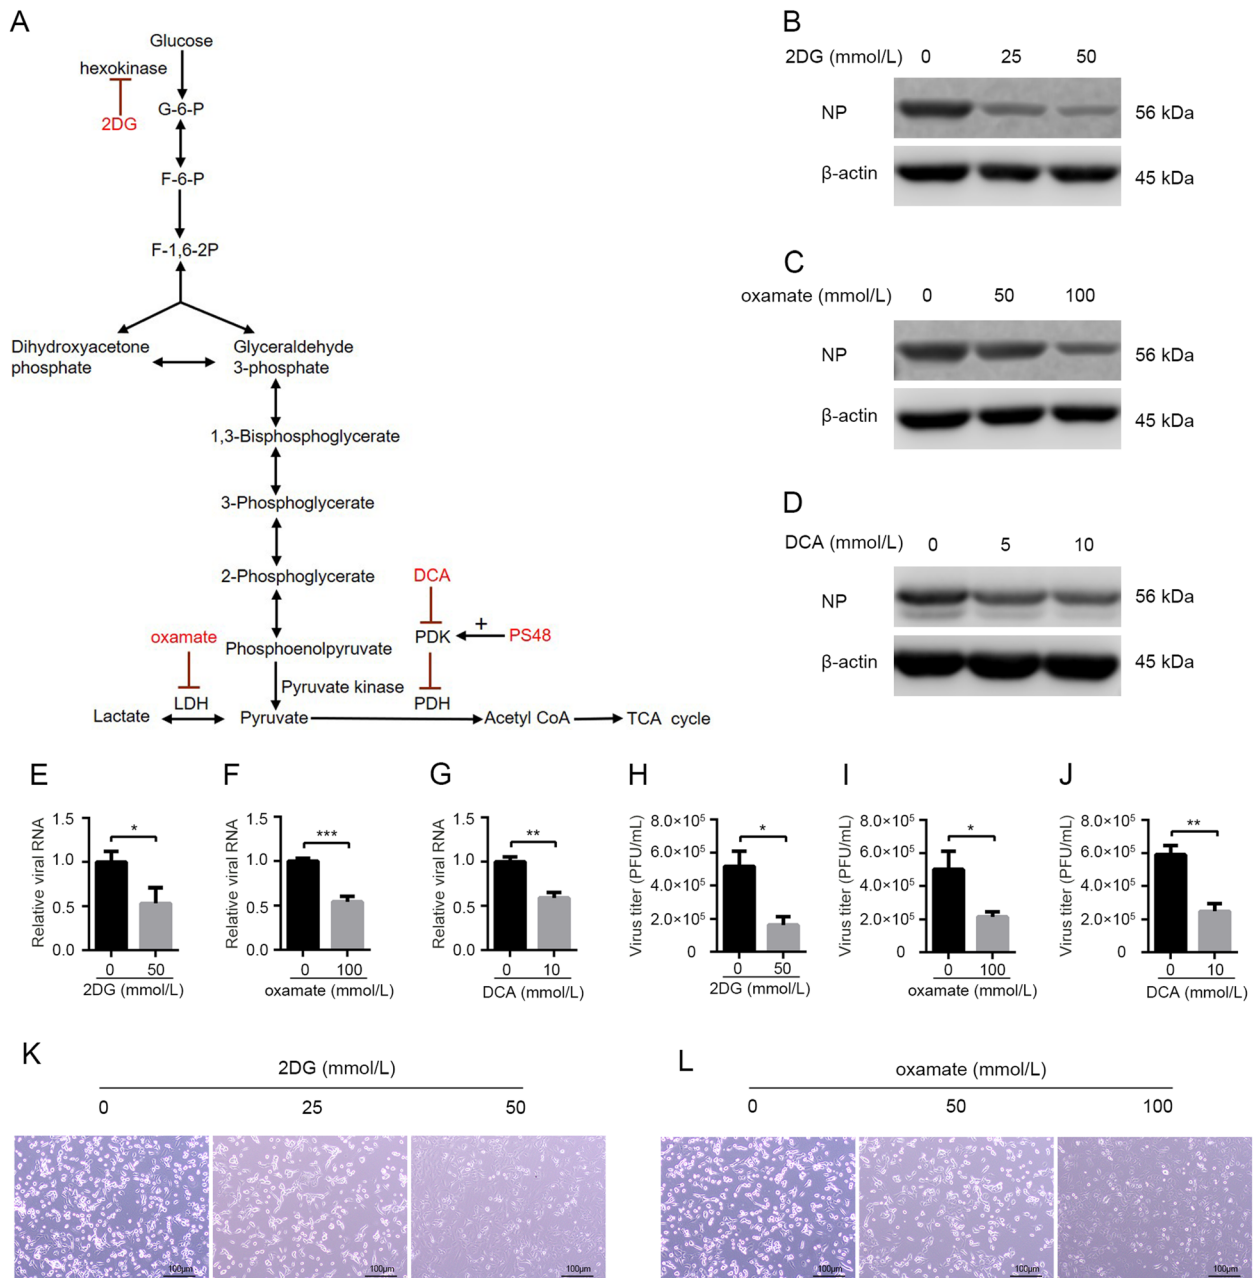 A
Glucose
hexokinase
G-6-P
2DG
F-6-P
F-1,6-2P
Dihydroxyacetone
phosphate
Glyceraldehyde
3-phosphate
1,3-Bisphosphoglycerate
3-Phosphoglycerate
2-Phosphoglycerate
DCA
oxamate
PDK
+
PS48
Phosphoenolpyruvate
Pyruvate kinase
LDH
PDH
Lactate
Pyruvate
Acetyl CoA
TCA cycle
B
2DG (mmol/L) 0 25 50
NP 56 kDa
β-actin 45 kDa
C
oxamate (mmol/L) 0 50 100
NP 56 kDa
β-actin 45 kDa
D
DCA (mmol/L) 0 5 10
NP 56 kDa
β-actin 45 kDa
E
Relative viral RNA
1.5
1.0
0.5
0.0
*
0 50
2DG (mmol/L)
F
Relative viral RNA
1.5
1.0
0.5
0.0
***
0 100
oxamate (mmol/L)
G
Relative viral RNA
1.5
1.0
0.5
0.0
**
0 10
DCA (mmol/L)
H
Virus titer (PFU/mL)
8.0×10⁵
6.0×10⁵
4.0×10⁵
2.0×10⁵
0
*
0 50
2DG (mmol/L)
I
Virus titer (PFU/mL)
8.0×10⁵
6.0×10⁵
4.0×10⁵
2.0×10⁵
0
*
0 100
oxamate (mmol/L)
J
Virus titer (PFU/mL)
8.0×10⁵
6.0×10⁵
4.0×10⁵
2.0×10⁵
0
**
0 10
DCA (mmol/L)
K
2DG (mmol/L)
0 25 50
100μm
100μm
100μm
L
oxamate (mmol/L)
0 50 100
100μm
100μm
100μm